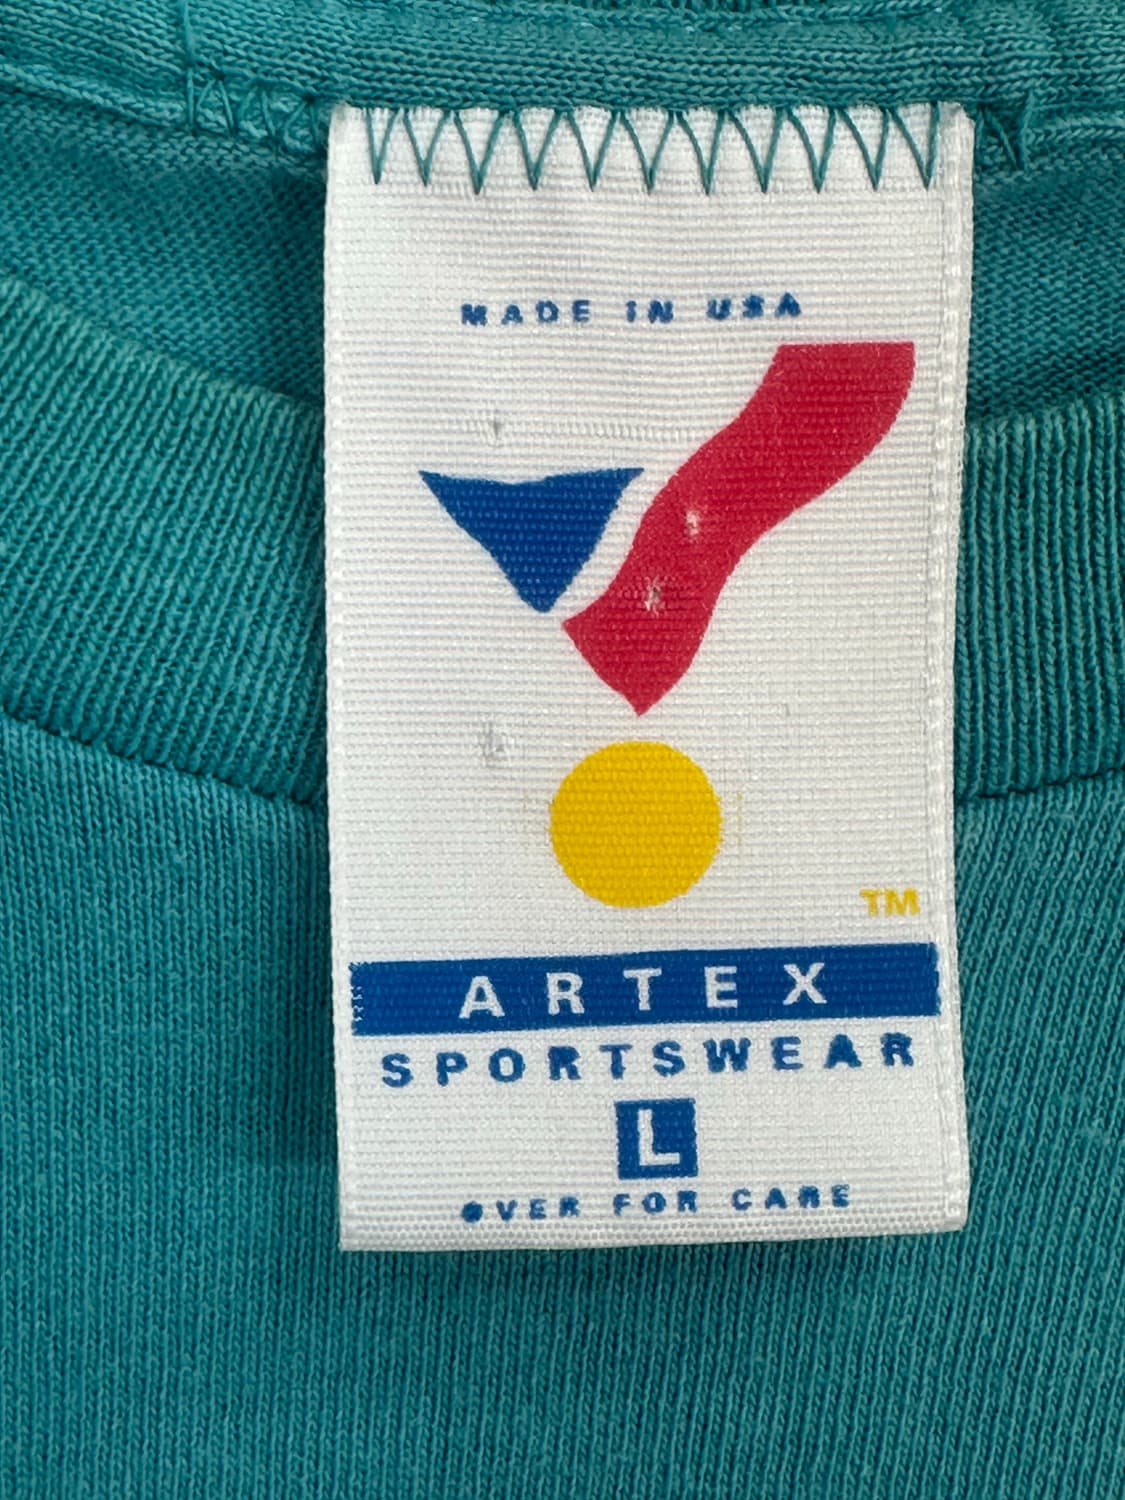 MADE IN USA
TM
ARTEX
SPORTSWEAR
L
OVER FOR CARE